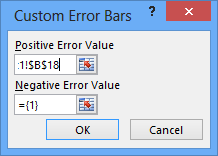 Custom Error Bars
Positive Error Value
:1!$B$18
Negative Error Value
={1}
OK Cancel